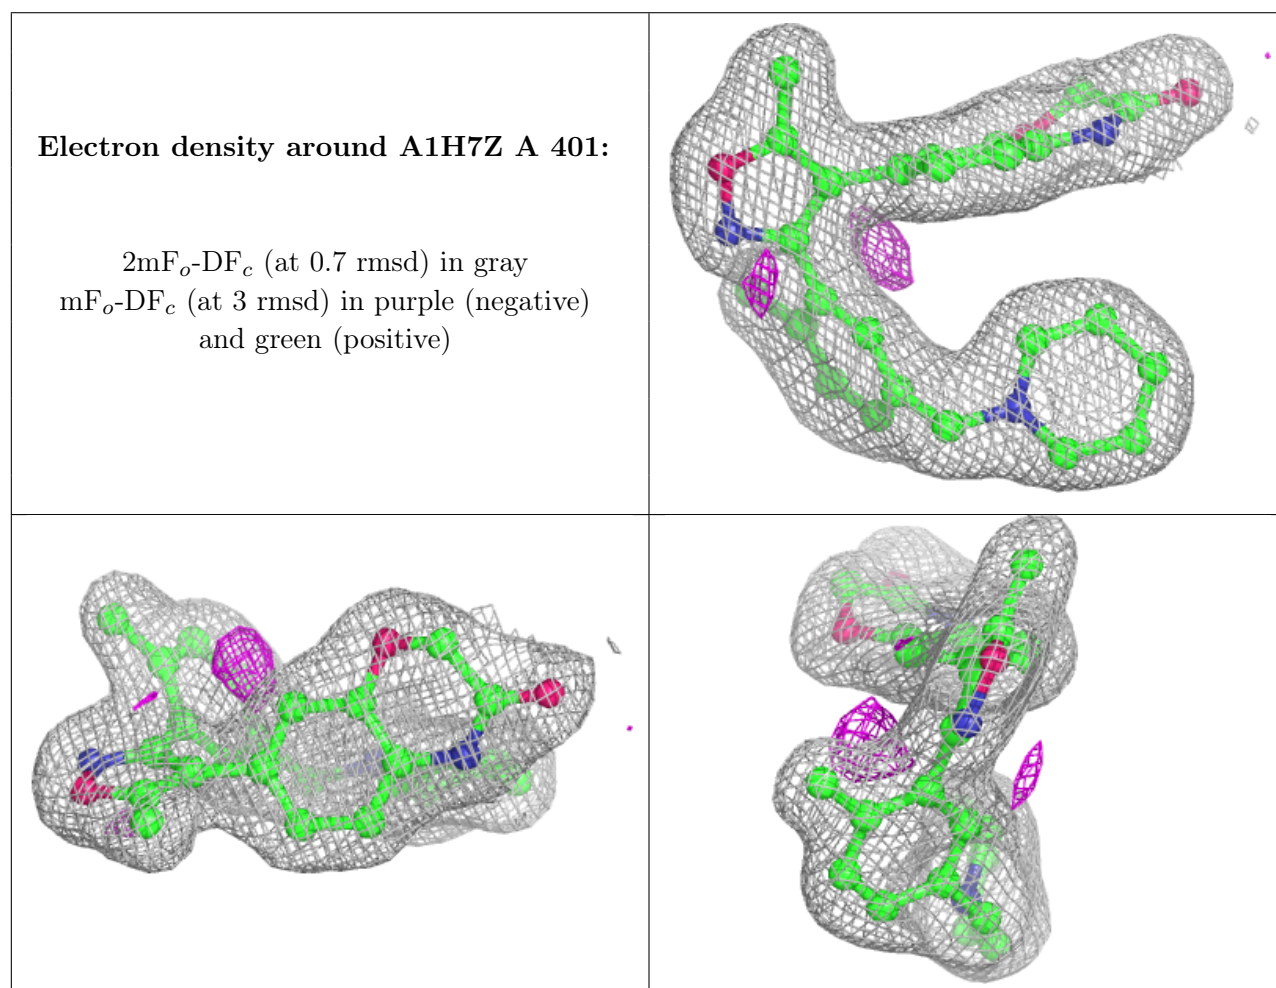 Electron density around A1H7Z A 401:
2mFₒ-DF𝒸 (at 0.7 rmsd) in gray
mFₒ-DF𝒸 (at 3 rmsd) in purple (negative)
and green (positive)